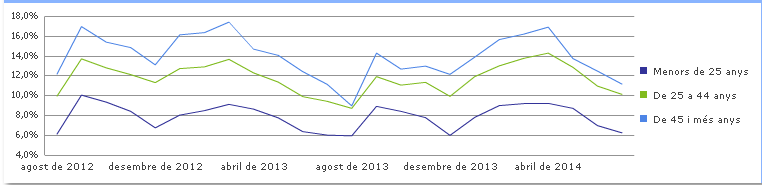 18,0%
16,0%
14,0%
12,0%
10,0%
8,0%
6,0%
4,0%
agost de 2012 desembre de 2012 abril de 2013 agost de 2013 desembre de 2013 abril de 2014
Menors de 25 anys
De 25 a 44 anys
De 45 i més anys